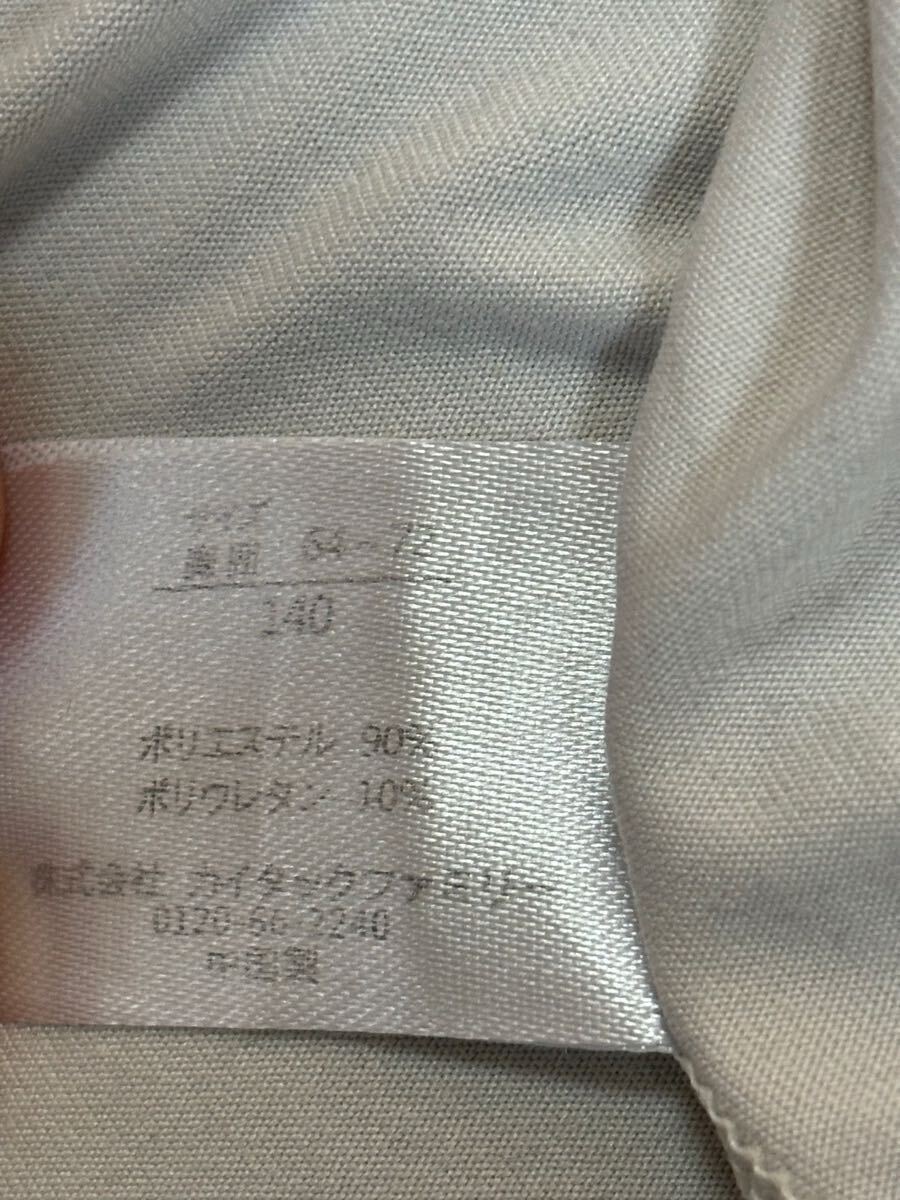 サイズ
胸囲 64～72
140
ポリエステル 90%
ポリウレタン 10%
株式会社 カイタックファミリー
0120-66-2240
中国製